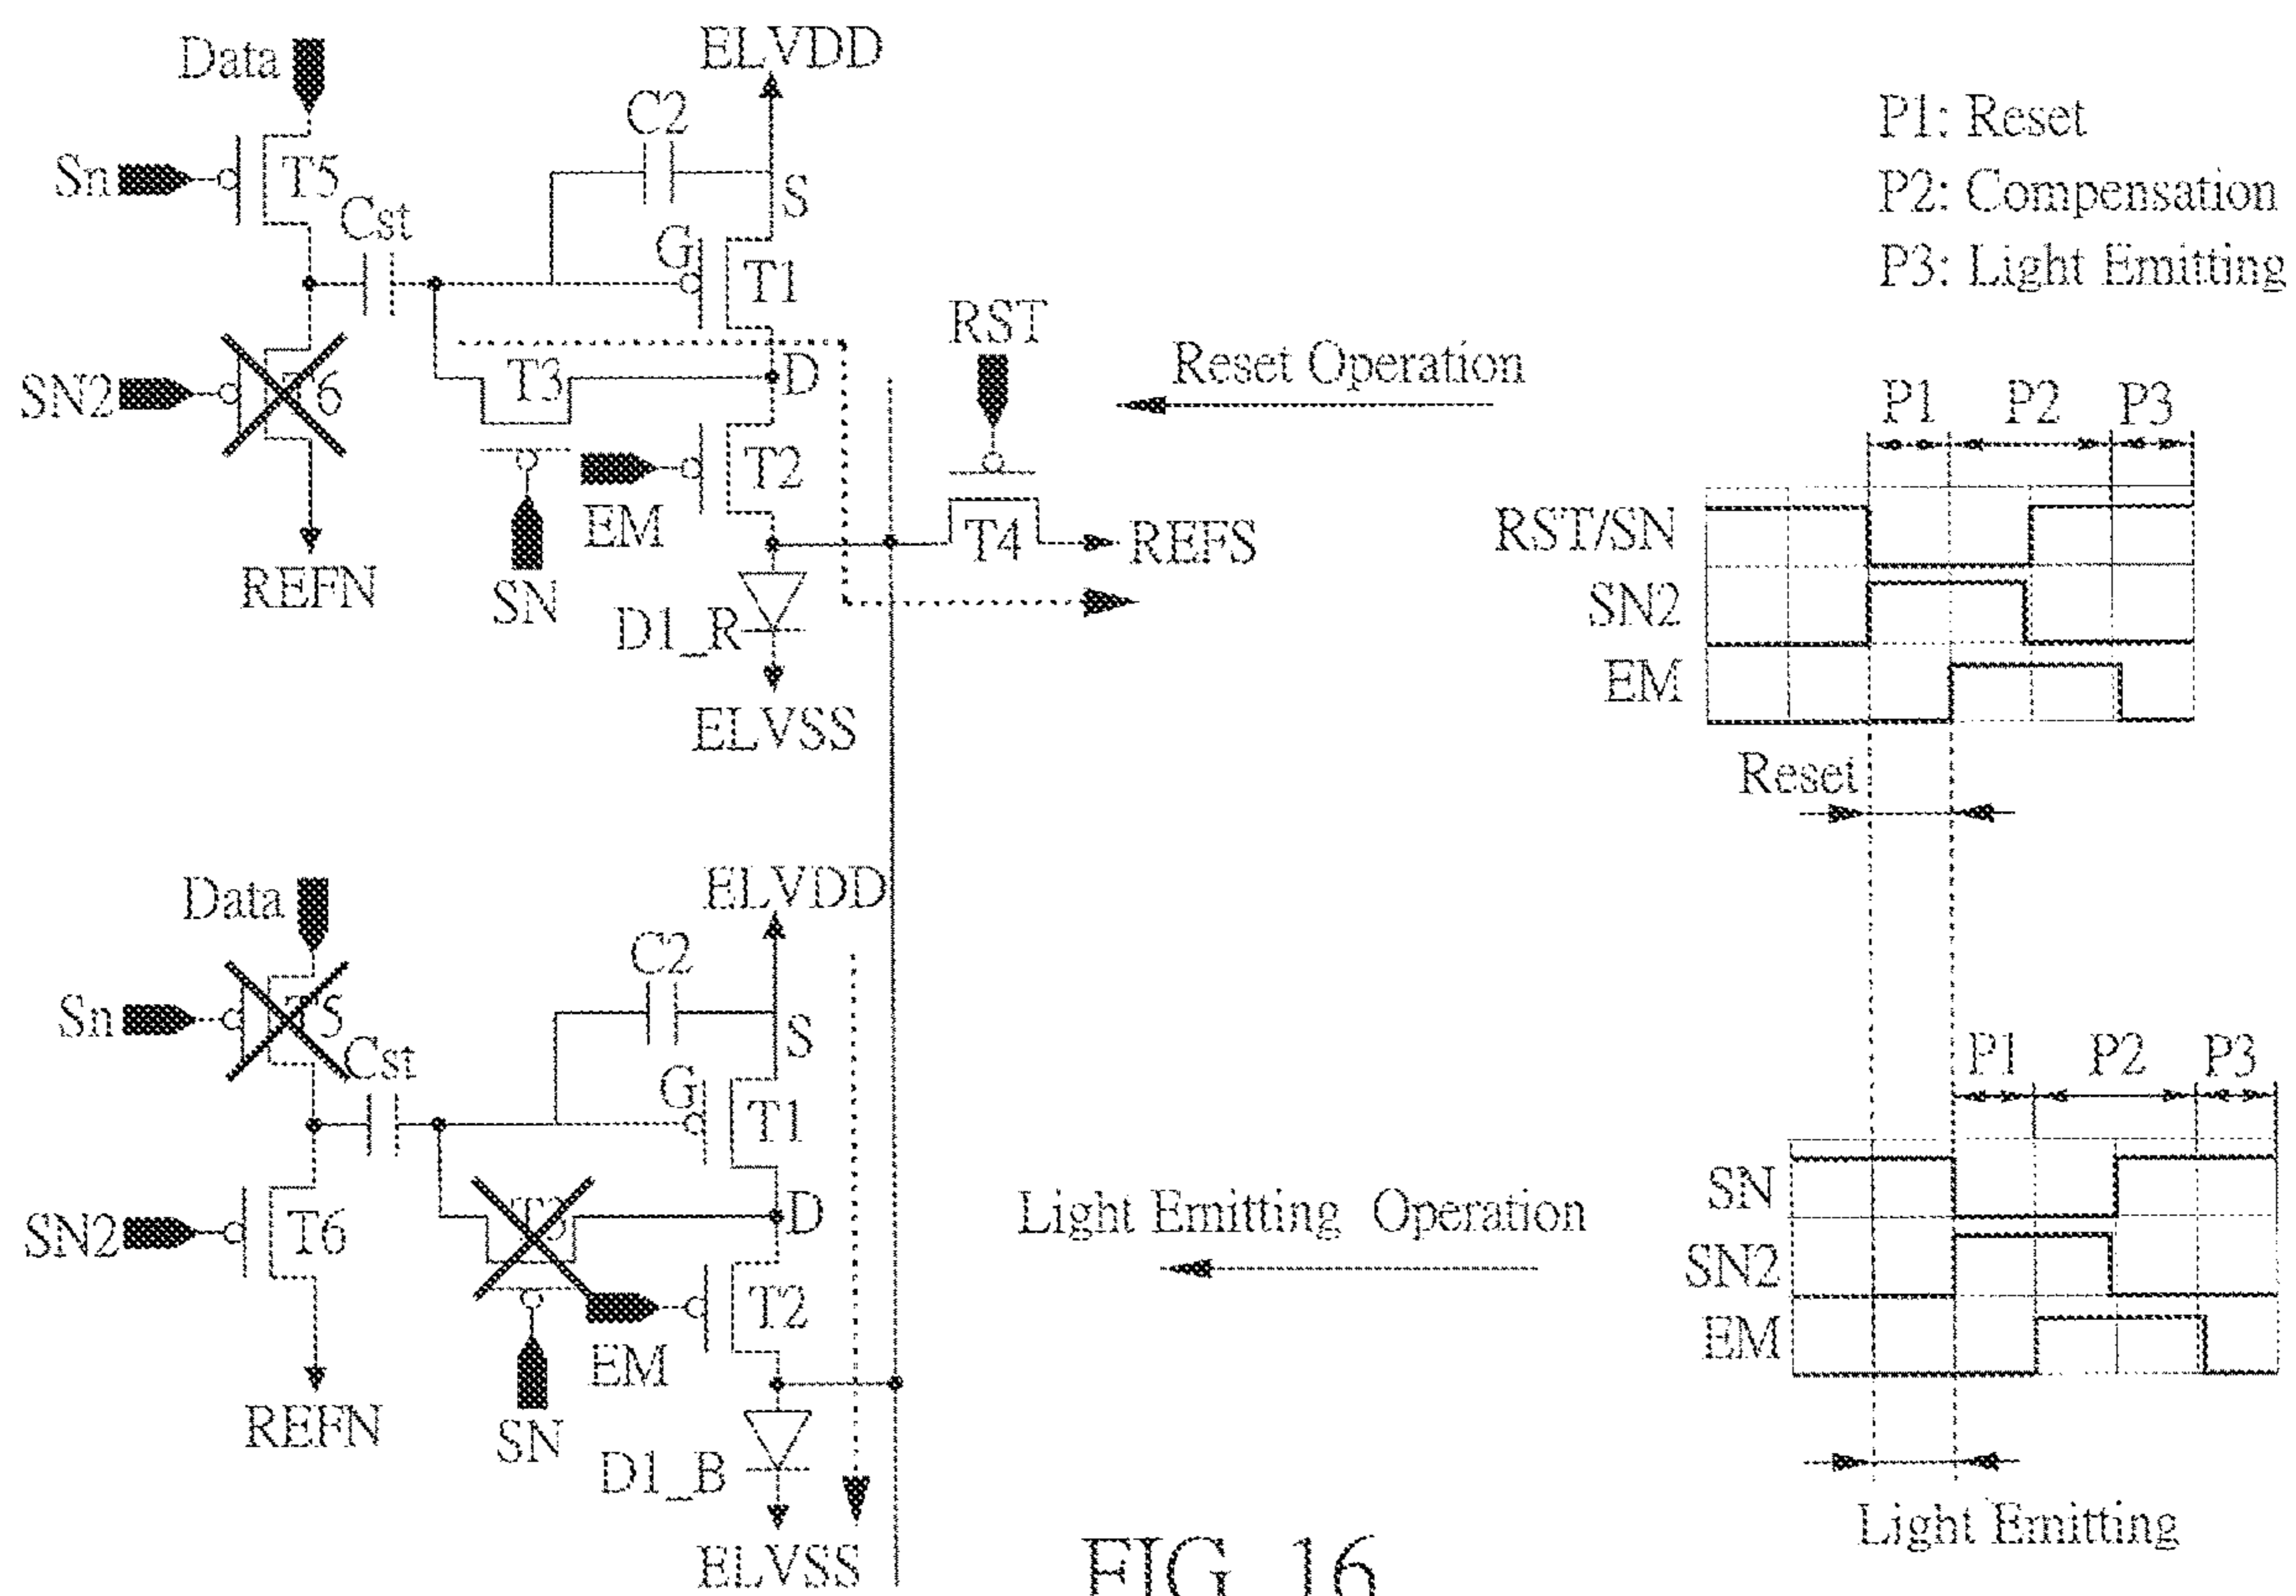 Data
ELVDD
C2
Sn
T5
Cst
S
G
T1
SN2
T6
T3
D
RST
REFN
EM
T2
SN
T4
REFS
D1_R
ELVSS
Reset Operation
P1: Reset
P2: Compensation
P3: Light Emitting
P1 P2 P3
RST/SN
SN2
EM
Reset
Data
ELVDD
C2
Sn
T5
Cst
S
G
T1
SN2
T6
T3
D
REFN
EM
T2
SN
D1_B
ELVSS
Light Emitting Operation
P1 P2 P3
SN
SN2
EM
Light Emitting
FIG. 16